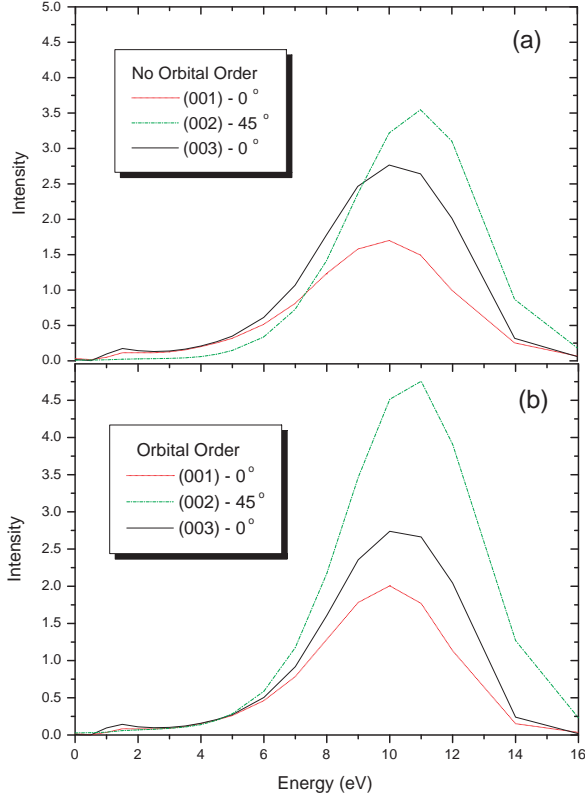 5.0
(a)
4.5
No Orbital Order
(001) - 0 °
4.0
(002) - 45 °
3.5
(003) - 0 °
3.0
Intensity
2.5
2.0
1.5
1.0
0.5
0.0
(b)
4.5
4.0
Orbital Order
(001) - 0 °
3.5
(002) - 45 °
3.0
(003) - 0 °
Intensity
2.5
2.0
1.5
1.0
0.5
0.0
0 2 4 6 8 10 12 14 16
Energy (eV)